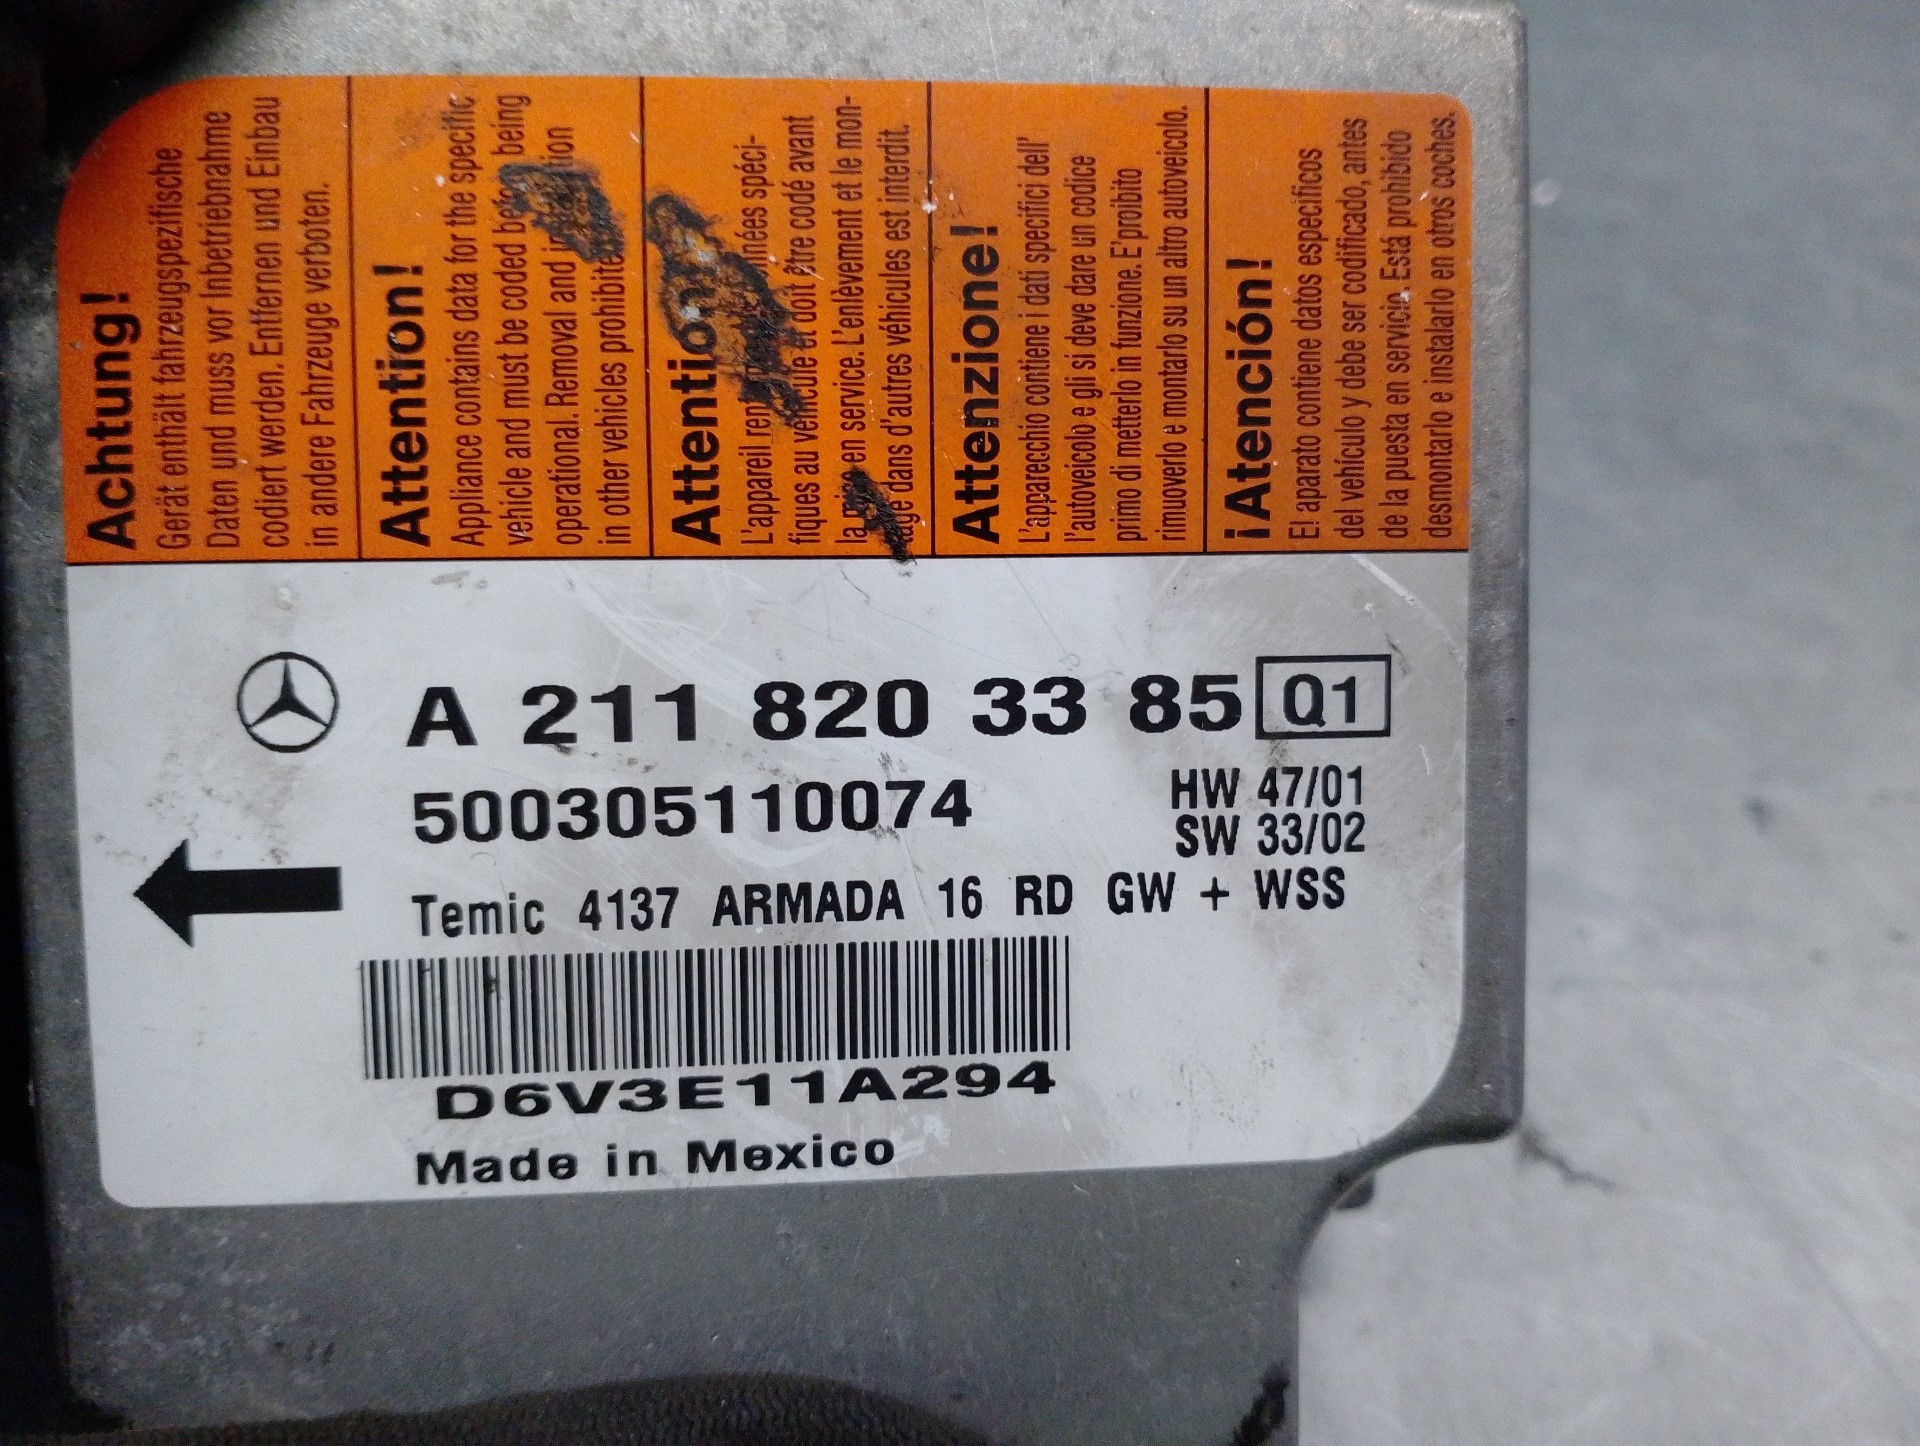 Achtung!
Gerät enthält fahrzeugspezifische
Daten und muss vor Inbetriebnahme
codiert werden. Entfernen und Einbau
in andere Fahrzeuge verboten.
Attention!
Appliance contains data for the specific
vehicle and must be coded being
operational. Removal and
in other vehicles
Attention
L'appareil spéci-
fiques au véhicule et doit être codé avant
la en service. L'enlèvement et le mon-
tage dans d'autres véhicules est interdit.
Attenzione!
L'apparecchio contiene i dati specifici dell'
l'autoveicolo e gli si deve dare un codice
primo di metterlo in funzione. E'proibito
rimuoverlo e montarlo su un altro autoveicolo.
¡Atención!
El aparato contiene datos específicos
del vehículo y debe ser codificado, antes
de la puesta en servicio. Está prohibido
desmontarlo e instalarlo en otros coches.
A 211 820 33 85 Q1
500305110074
HW 47/01
SW 33/02
Temic 4137 ARMADA 16 RD GW + WSS
D6V3E11A294
Made in Mexico